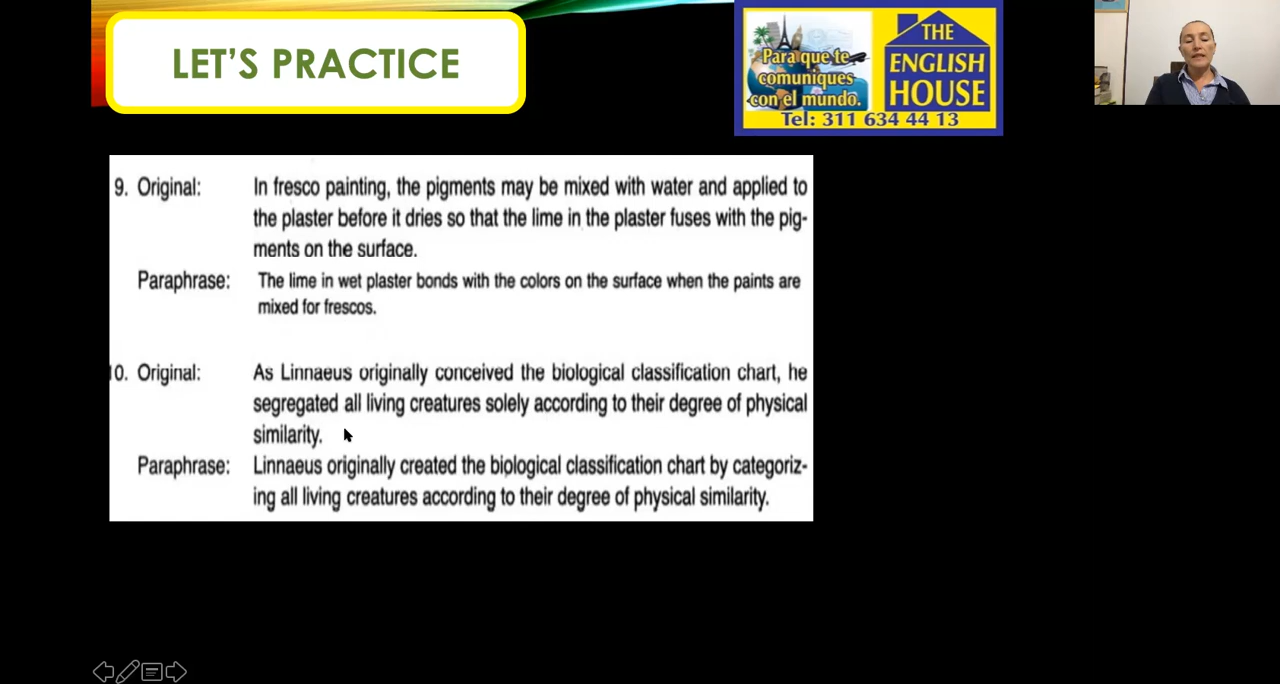 LET'S PRACTICE
Para que te
comuniques
con el mundo.
THE
ENGLISH
HOUSE
Tel: 311 634 44 13
9. Original: In fresco painting, the pigments may be mixed with water and applied to
the plaster before it dries so that the lime in the plaster fuses with the pig-
ments on the surface.
Paraphrase: The lime in wet plaster bonds with the colors on the surface when the paints are
mixed for frescos.
10. Original: As Linnaeus originally conceived the biological classification chart, he
segregated all living creatures solely according to their degree of physical
similarity.
Paraphrase: Linnaeus originally created the biological classification chart by categoriz-
ing all living creatures according to their degree of physical similarity.